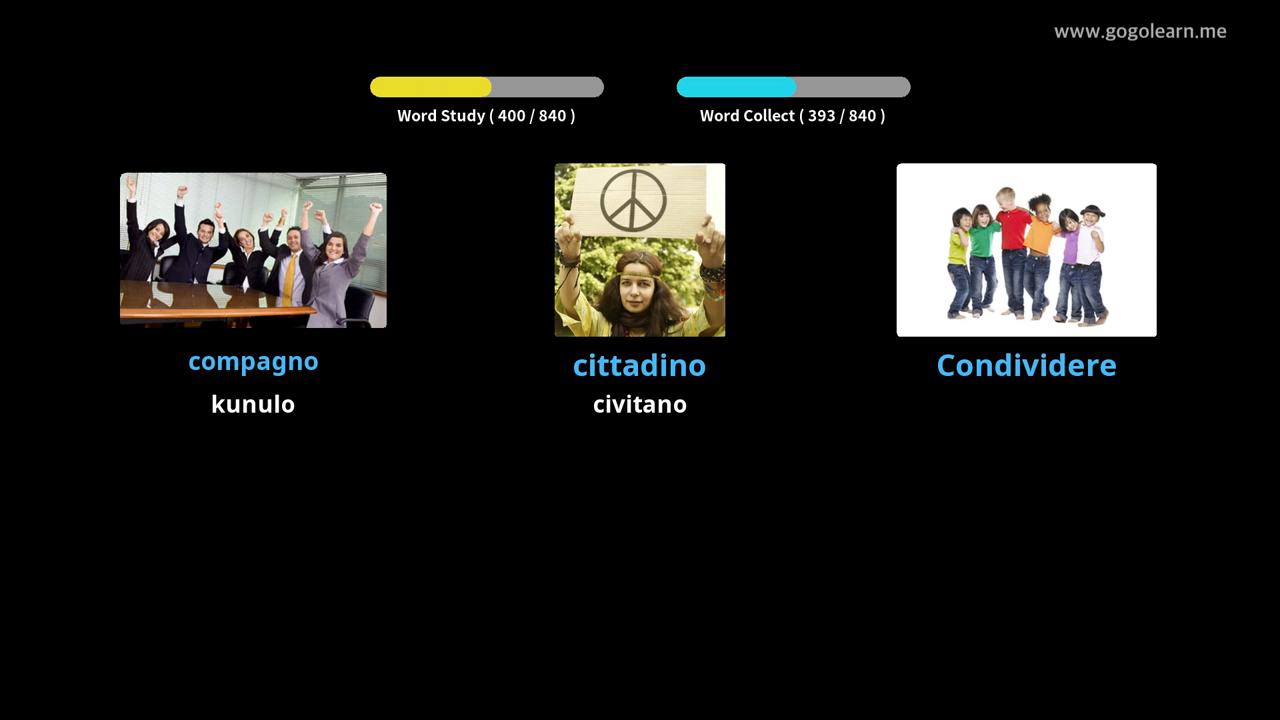 www.gogolearn.me
Word Study ( 400 / 840 )
Word Collect ( 393 / 840 )
compagno
kunulo
cittadino
civitano
Condividere